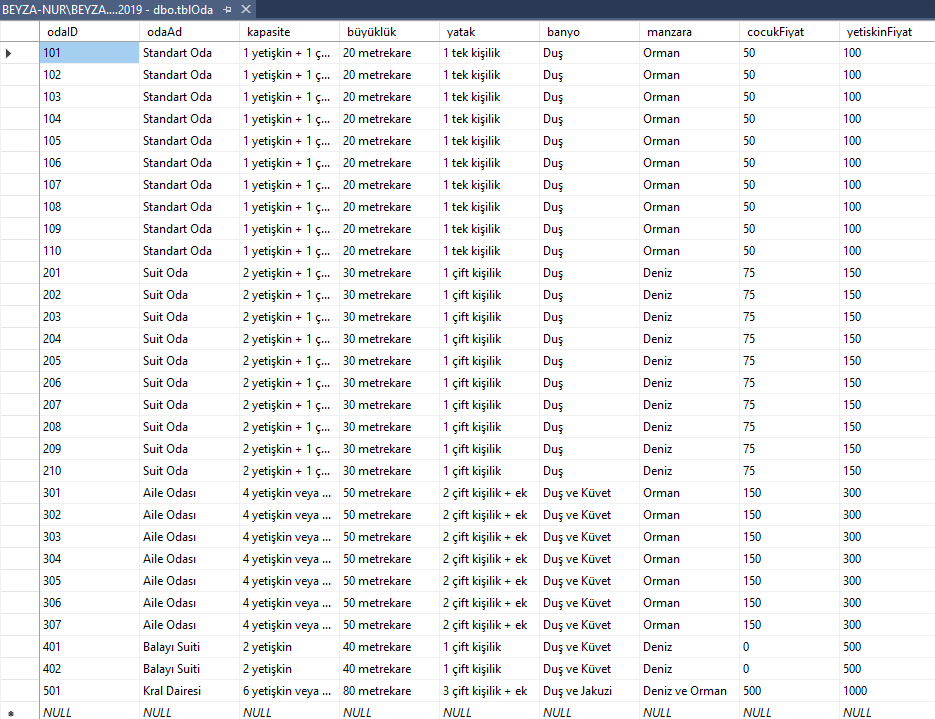 BEYZA-NUR\BEYZA....2019 - dbo.tblOda
odaID odaAd kapasite büyüklük yatak banyo manzara cocukFiyat yetiskinFiyat
101 Standart Oda 1 yetişkin + 1 ç... 20 metrekare 1 tek kişilik Duş Orman 50 100
102 Standart Oda 1 yetişkin + 1 ç... 20 metrekare 1 tek kişilik Duş Orman 50 100
103 Standart Oda 1 yetişkin + 1 ç... 20 metrekare 1 tek kişilik Duş Orman 50 100
104 Standart Oda 1 yetişkin + 1 ç... 20 metrekare 1 tek kişilik Duş Orman 50 100
105 Standart Oda 1 yetişkin + 1 ç... 20 metrekare 1 tek kişilik Duş Orman 50 100
106 Standart Oda 1 yetişkin + 1 ç... 20 metrekare 1 tek kişilik Duş Orman 50 100
107 Standart Oda 1 yetişkin + 1 ç... 20 metrekare 1 tek kişilik Duş Orman 50 100
108 Standart Oda 1 yetişkin + 1 ç... 20 metrekare 1 tek kişilik Duş Orman 50 100
109 Standart Oda 1 yetişkin + 1 ç... 20 metrekare 1 tek kişilik Duş Orman 50 100
110 Standart Oda 1 yetişkin + 1 ç... 20 metrekare 1 tek kişilik Duş Orman 50 100
201 Suit Oda 2 yetişkin + 1 ç... 30 metrekare 1 çift kişilik Duş Deniz 75 150
202 Suit Oda 2 yetişkin + 1 ç... 30 metrekare 1 çift kişilik Duş Deniz 75 150
203 Suit Oda 2 yetişkin + 1 ç... 30 metrekare 1 çift kişilik Duş Deniz 75 150
204 Suit Oda 2 yetişkin + 1 ç... 30 metrekare 1 çift kişilik Duş Deniz 75 150
205 Suit Oda 2 yetişkin + 1 ç... 30 metrekare 1 çift kişilik Duş Deniz 75 150
206 Suit Oda 2 yetişkin + 1 ç... 30 metrekare 1 çift kişilik Duş Deniz 75 150
207 Suit Oda 2 yetişkin + 1 ç... 30 metrekare 1 çift kişilik Duş Deniz 75 150
208 Suit Oda 2 yetişkin + 1 ç... 30 metrekare 1 çift kişilik Duş Deniz 75 150
209 Suit Oda 2 yetişkin + 1 ç... 30 metrekare 1 çift kişilik Duş Deniz 75 150
210 Suit Oda 2 yetişkin + 1 ç... 30 metrekare 1 çift kişilik Duş Deniz 75 150
301 Aile Odası 4 yetişkin veya ... 50 metrekare 2 çift kişilik + ek Duş ve Küvet Orman 150 300
302 Aile Odası 4 yetişkin veya ... 50 metrekare 2 çift kişilik + ek Duş ve Küvet Orman 150 300
303 Aile Odası 4 yetişkin veya ... 50 metrekare 2 çift kişilik + ek Duş ve Küvet Orman 150 300
304 Aile Odası 4 yetişkin veya ... 50 metrekare 2 çift kişilik + ek Duş ve Küvet Orman 150 300
305 Aile Odası 4 yetişkin veya ... 50 metrekare 2 çift kişilik + ek Duş ve Küvet Orman 150 300
306 Aile Odası 4 yetişkin veya ... 50 metrekare 2 çift kişilik + ek Duş ve Küvet Orman 150 300
307 Aile Odası 4 yetişkin veya ... 50 metrekare 2 çift kişilik + ek Duş ve Küvet Orman 150 300
401 Balayı Suiti 2 yetişkin 40 metrekare 1 çift kişilik Duş ve Küvet Deniz 0 500
402 Balayı Suiti 2 yetişkin 40 metrekare 1 çift kişilik Duş ve Küvet Deniz 0 500
501 Kral Dairesi 6 yetişkin veya ... 80 metrekare 3 çift kişilik + ek Duş ve Jakuzi Deniz ve Orman 500 1000
NULL NULL NULL NULL NULL NULL NULL NULL NULL